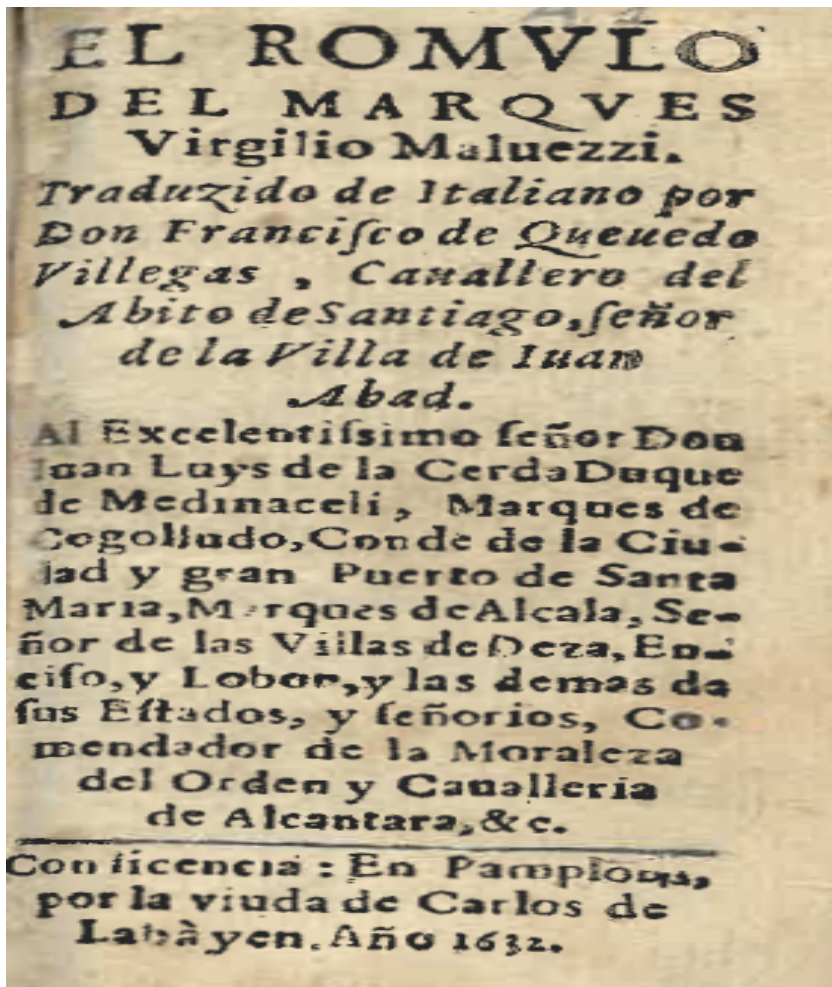 EL ROMVLO
DEL MARQVES
Virgilio Maluezzi.
Traduzido de Italiano por
Don Franciſco de Queuedo
Villegas, Cauallero del
Abito de Santiago, ſeñor
de la Villa de Iuan
Abad.
Al Excelentiſsimo ſeñor Don
Iuan Luys de la Cerda Duque
de Medinaceli, Marques de
Cogolludo, Conde de la Ciu-
dad y gran Puerto de Santa
Maria, Marques de Alcala, Se-
ñor de las Villas de Deza, En-
ciſo, y Lobon, y las demas de
ſus Eſtados, y ſeñorios, Co-
mendador de la Moraleza
del Orden y Caualleria
de Alcantara, &c.
Con licencia: En Pamplona,
por la viuda de Carlos de
Labàyen. Año 1632.